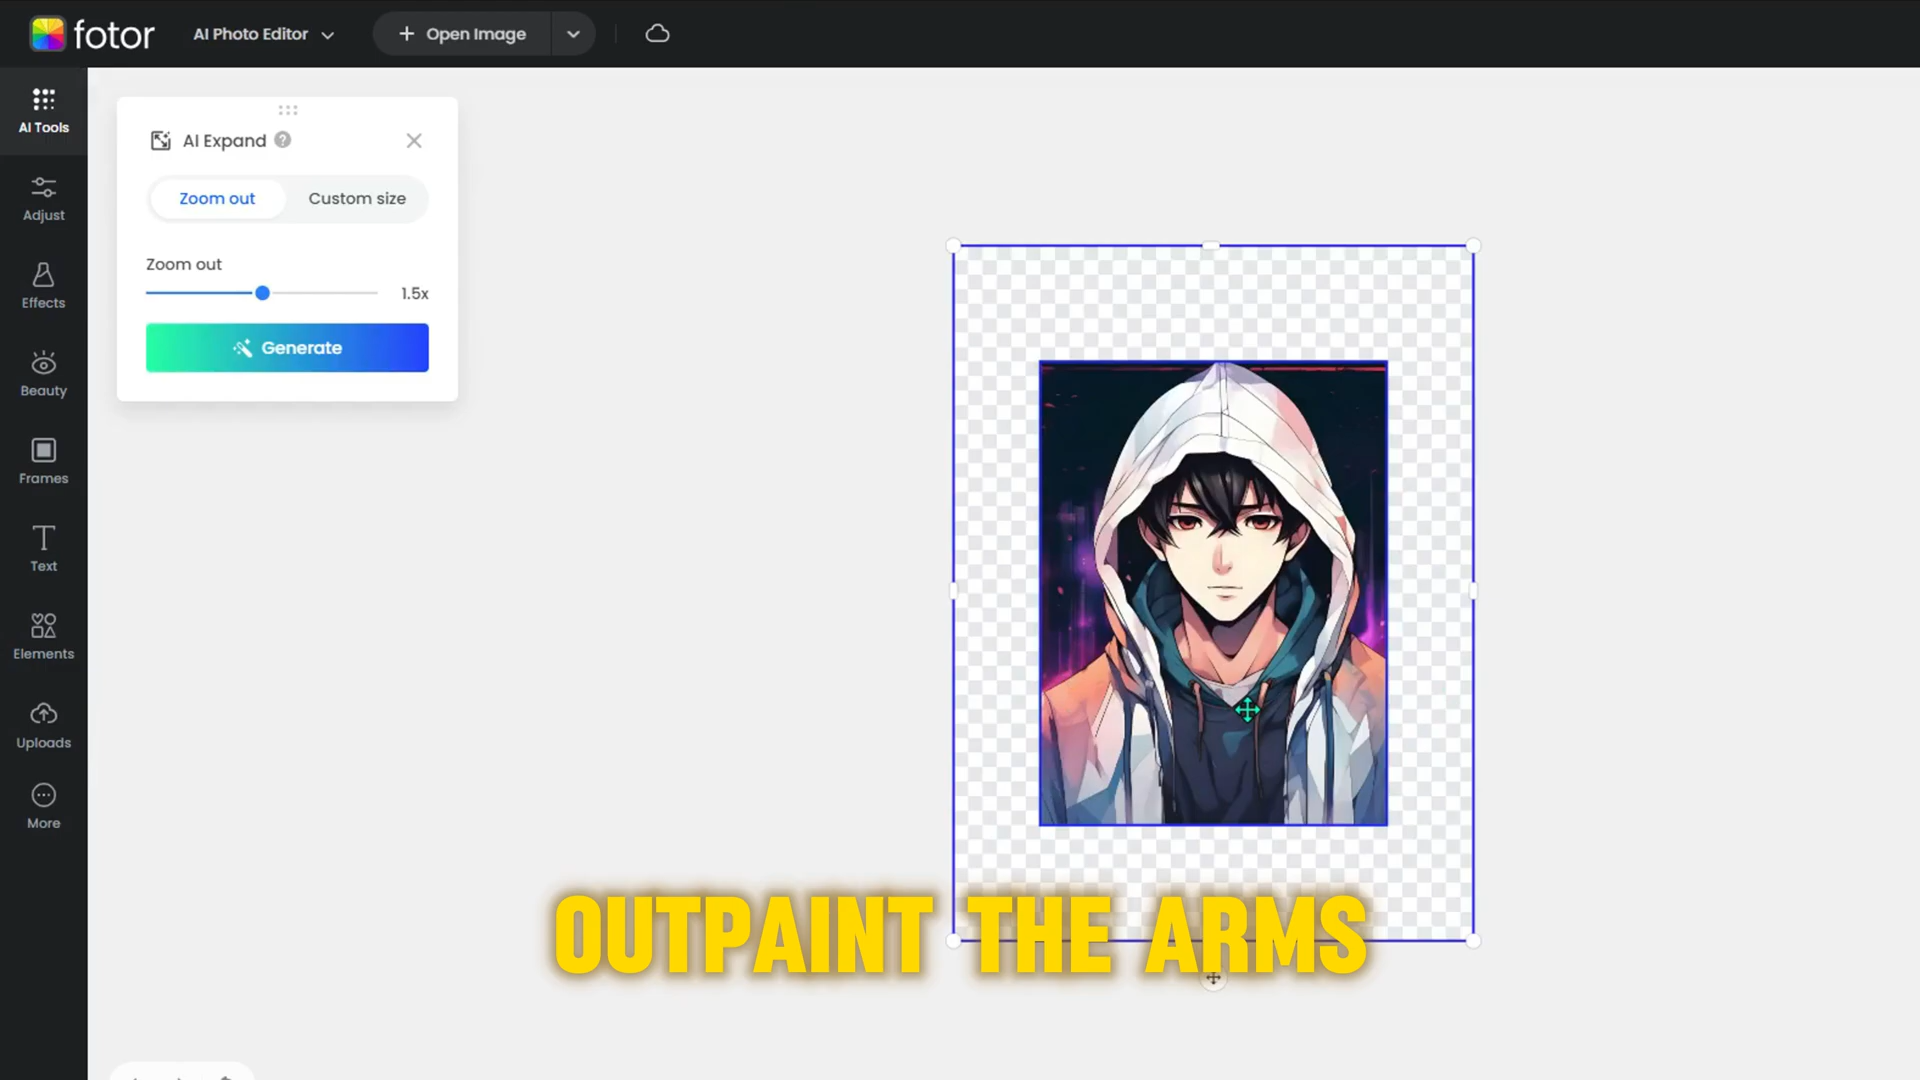 fotor
AI Photo Editor
+ Open Image
AI Tools
Adjust
Effects
Beauty
Frames
Text
Elements
Uploads
More
AI Expand ?
Zoom out
Custom size
Zoom out
1.5x
Generate
OUTPAINT THE ARMS